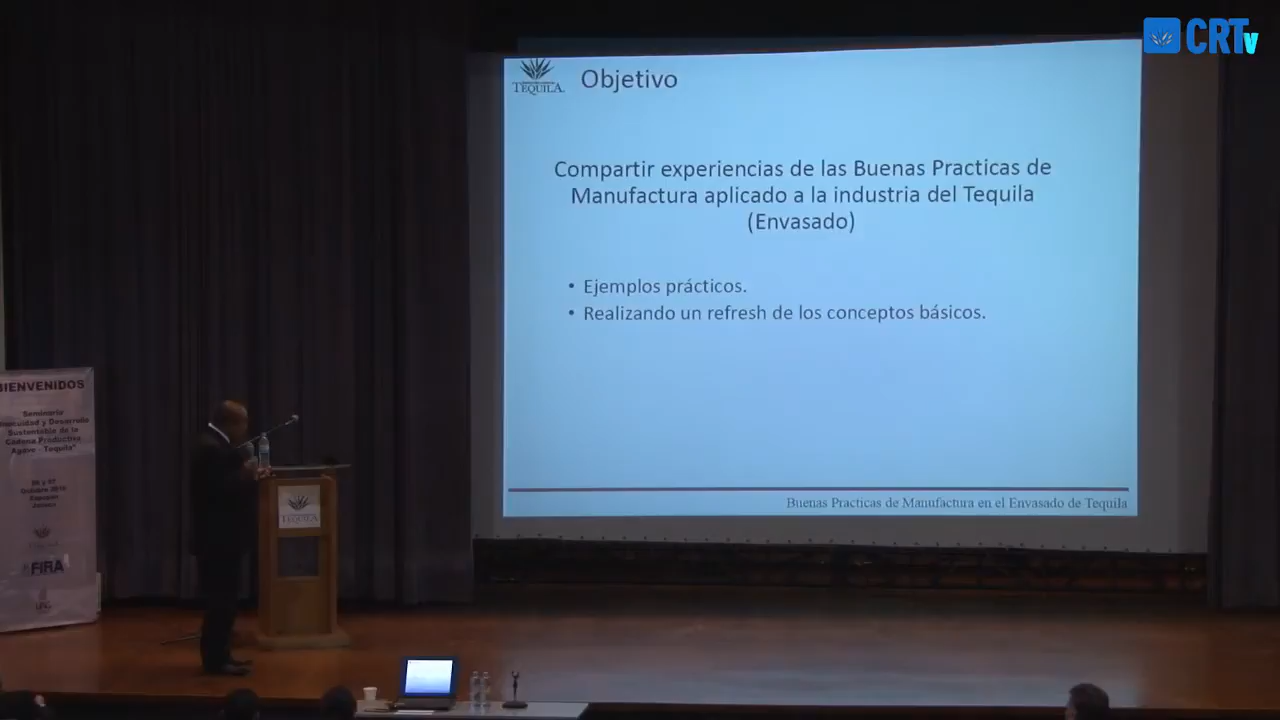 CRTv
TEQUILA
Objetivo
Compartir experiencias de las Buenas Practicas de
Manufactura aplicado a la industria del Tequila
(Envasado)
• Ejemplos prácticos.
• Realizando un refresh de los conceptos básicos.
Buenas Practicas de Manufactura en el Envasado de Tequila
BIENVENIDOS
Seminario
Sustentable de la
Cadena Productiva
Agave - Tequila"
FIRA
TEQUILA